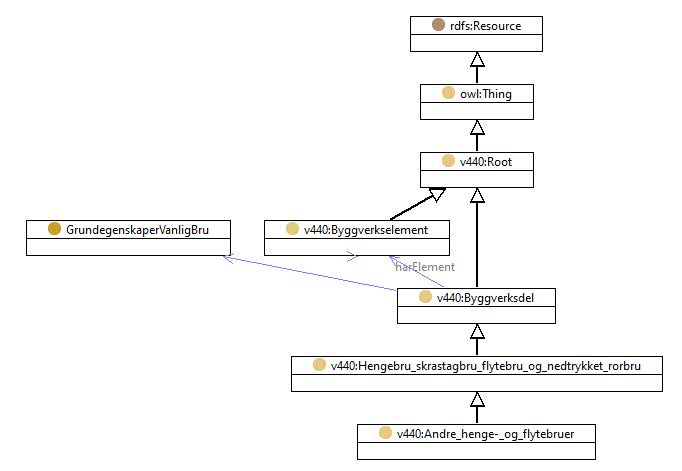 rdfs:Resource
owl:Thing
v440:Root
GrundegenskaperVanligBru
v440:Byggverkselement
harElement
v440:Byggverksdel
v440:Hengebru_skrastagbru_flytebru_og_nedtrykket_rorbru
v440:Andre_henge-_og_flytebruer